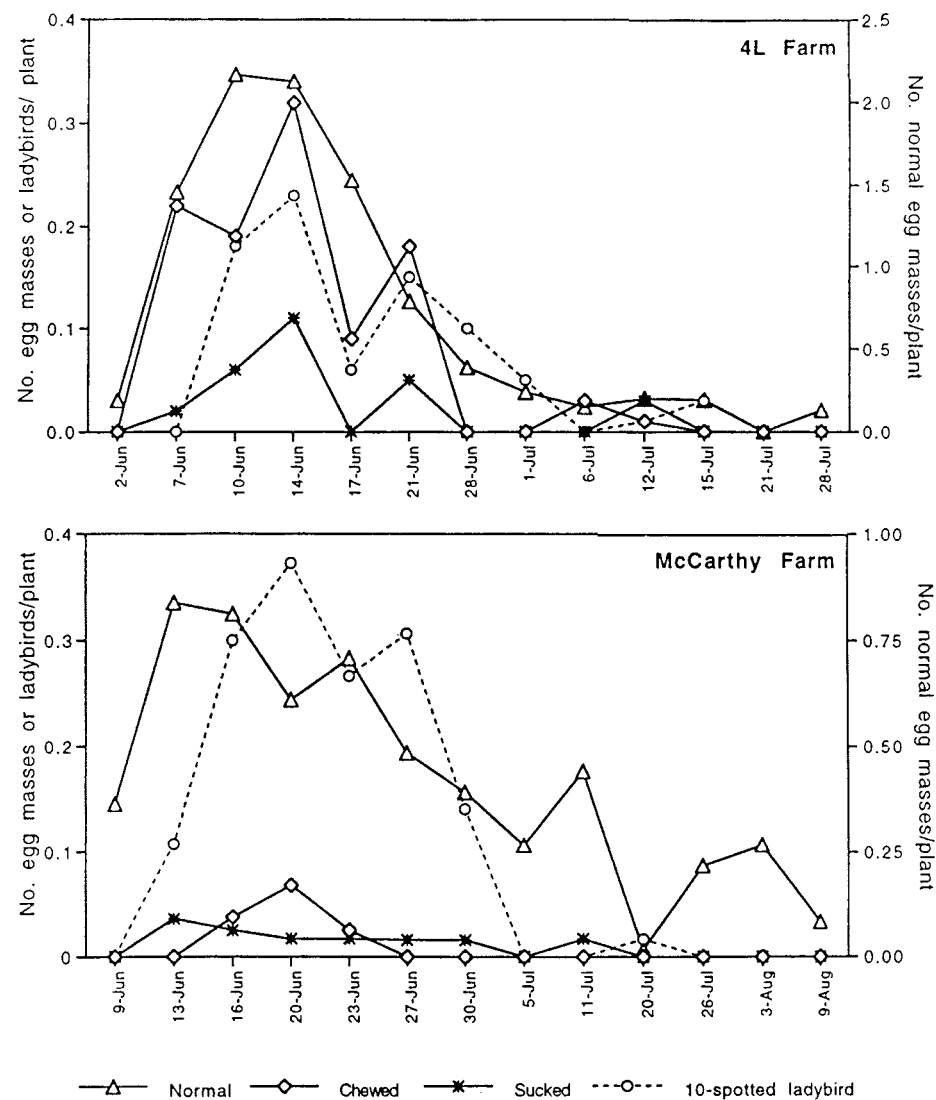 4L Farm
No. egg masses or ladybirds/ plant
0.4
0.3
0.2
0.1
0.0
2.5
2.0
1.5
1.0
0.5
0.0
No. normal egg masses/plant
2-Jun 7-Jun 10-Jun 14-Jun 17-Jun 21-Jun 28-Jun 1-Jul 6-Jul 12-Jul 15-Jul 21-Jul 28-Jul
McCarthy Farm
No. egg masses or ladybirds/plant
0.4
0.3
0.2
0.1
0
1.00
0.75
0.50
0.25
0.00
No. normal egg masses/plant
9-Jun 13-Jun 16-Jun 20-Jun 23-Jun 27-Jun 30-Jun 5-Jul 11-Jul 20-Jul 26-Jul 3-Aug 9-Aug
Normal Chewed Sucked 10-spotted ladybird